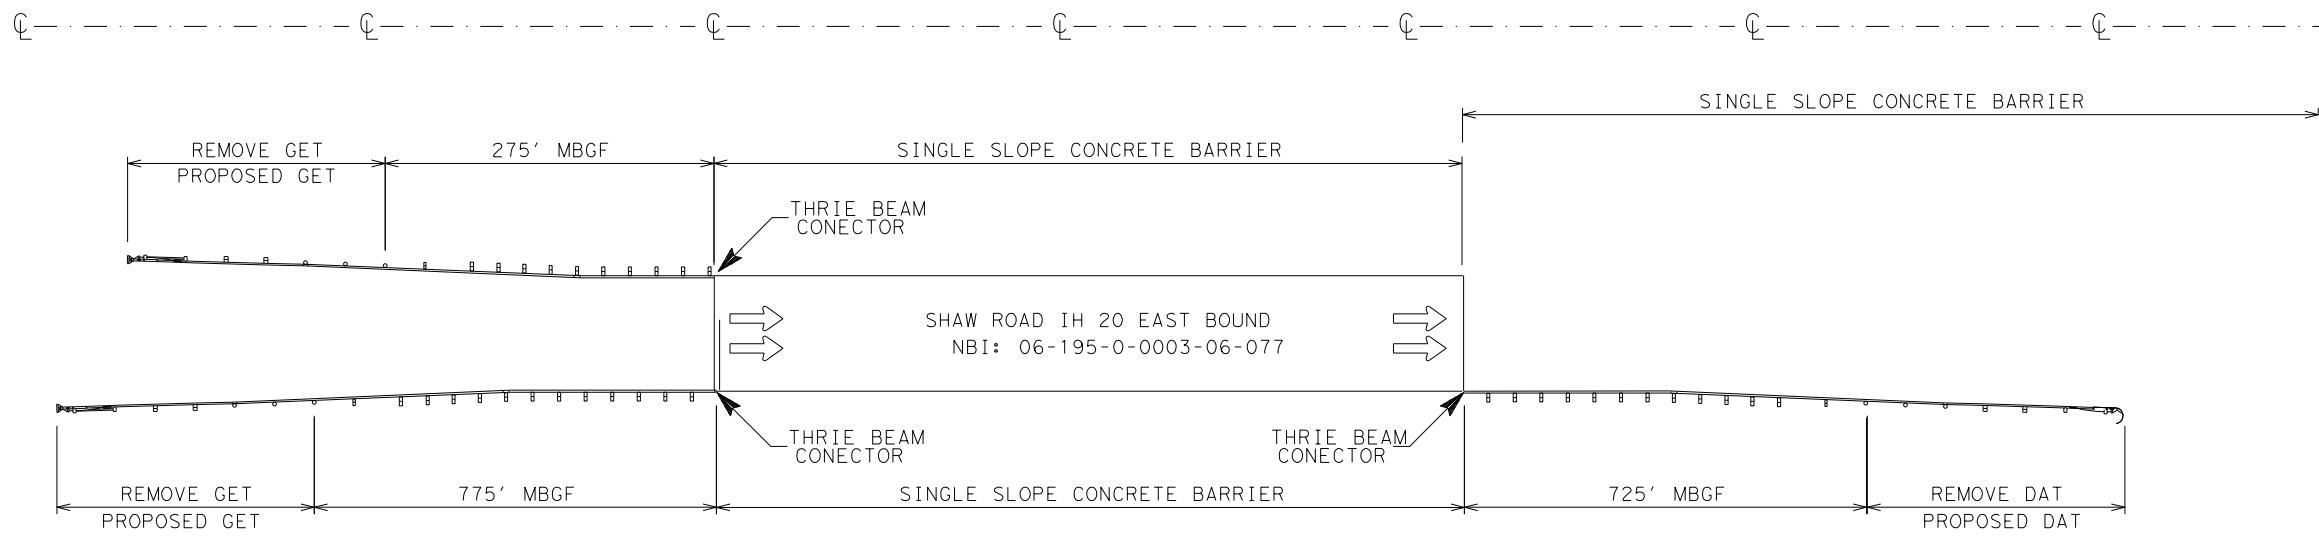 ℄ ℄ ℄ ℄ ℄ ℄ ℄
SINGLE SLOPE CONCRETE BARRIER
REMOVE GET
PROPOSED GET
275' MBGF
SINGLE SLOPE CONCRETE BARRIER
THRIE BEAM
CONECTOR
SHAW ROAD IH 20 EAST BOUND
NBI: 06-195-0-0003-06-077
THRIE BEAM
CONECTOR
THRIE BEAM
CONECTOR
REMOVE GET
PROPOSED GET
775' MBGF
SINGLE SLOPE CONCRETE BARRIER
725' MBGF
REMOVE DAT
PROPOSED DAT